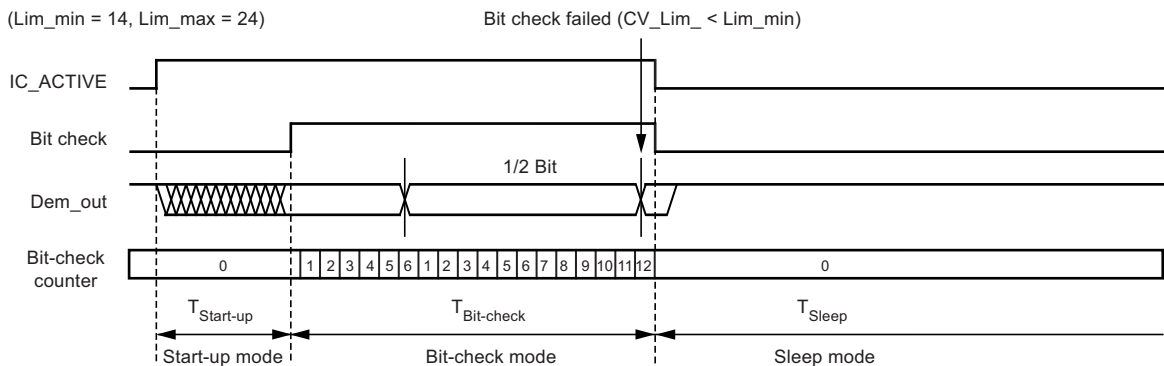 (Lim_min = 14, Lim_max = 24) Bit check failed (CV_Lim_ < Lim_min)
IC_ACTIVE
Bit check
1/2 Bit
Dem_out
Bit-check
counter
0 1 2 3 4 5 6 1 2 3 4 5 6 7 8 9 10 11 12 0
TStart-up TBit-check TSleep
Start-up mode Bit-check mode Sleep mode